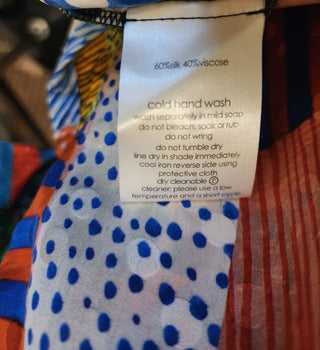 60%silk 40%viscose
cold hand wash
wash separately in mild soap
do not bleach, soak or rub
do not wring
do not tumble dry
line dry in shade immediately
cool iron reverse side using
protective cloth
dry cleanable Ⓟ
cleaner: please use a low
temperature and a short cycle